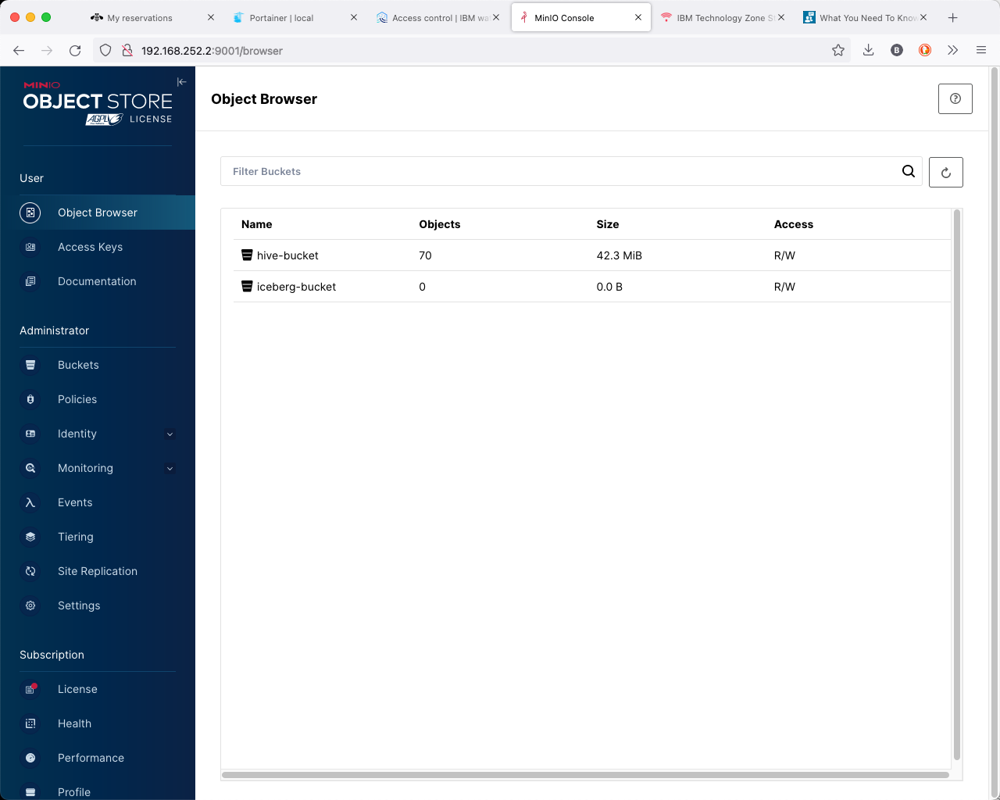 My reservations
Portainer | local
Access control | IBM wa
MinIO Console
IBM Technology Zone S
What You Need To Know
192.168.252.2:9001/browser
MINIO
OBJECT STORE
AGPL LICENSE
User
Object Browser
Access Keys
Documentation
Administrator
Buckets
Policies
Identity
Monitoring
Events
Tiering
Site Replication
Settings
Subscription
License
Health
Performance
Profile
Object Browser
Filter Buckets
Name Objects Size Access
hive-bucket 70 42.3 MiB R/W
iceberg-bucket 0 0.0 B R/W